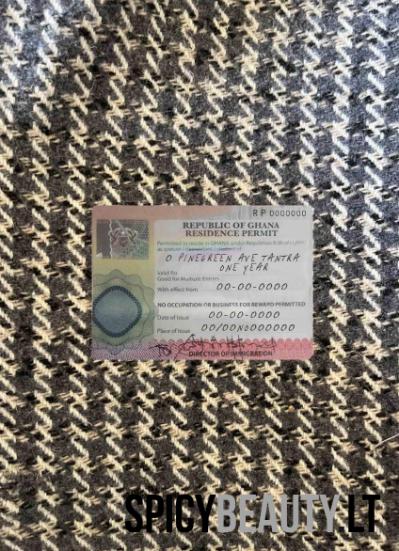 RP 0000000
REPUBLIC OF GHANA
RESIDENCE PERMIT
Permitted to reside in GHANA under Regulation
0 PINEGREEN AVE TANTRA
ONE YEAR
Valid for
Good for Multiple Entries
With effect from 00-00-0000
NO OCCUPATION OR BUSINESS FOR REWARD PERMITTED
Date of Issue 00-00-0000
Place of Issue 00/00N0000000
DIRECTOR OF IMMIGRATION
SPICYBEAUTY.LT